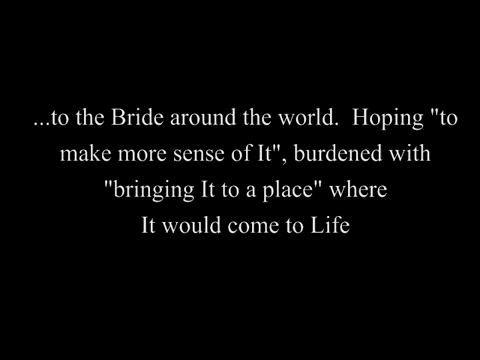 ...to the Bride around the world.  Hoping "to
make more sense of It", burdened with
"bringing It to a place" where
It would come to Life